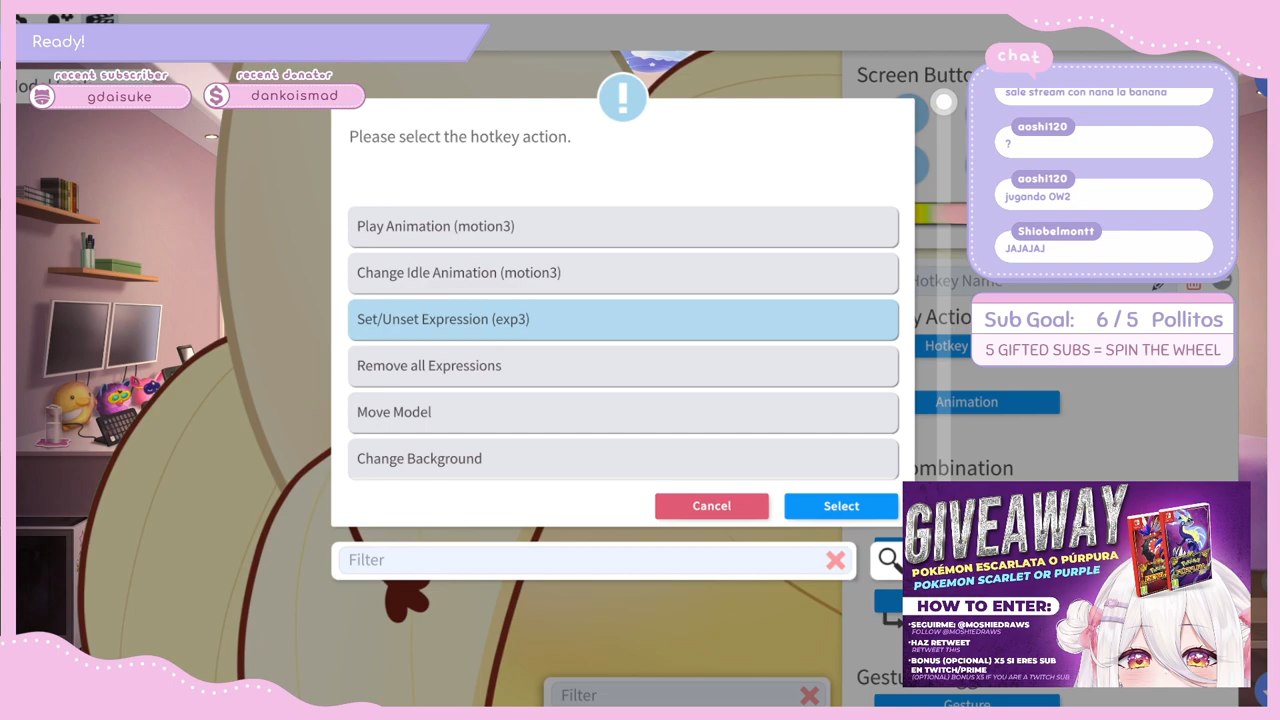 Ready!
recent subscriber
gdaisuke
recent donator
dankoismad
Please select the hotkey action.
Play Animation (motion3)
Change Idle Animation (motion3)
Set/Unset Expression (exp3)
Remove all Expressions
Move Model
Change Background
Cancel
Select
Filter
Filter
Screen Butto
Hotkey Name
y Actio
Hotkey
Animation
ombination
Gestu
Gesture
chat
sale stream con nana la banana
aoshi120
?
aoshi120
jugando OW2
Shiobelmontt
JAJAJAJ
Sub Goal: 6 / 5 Pollitos
5 GIFTED SUBS = SPIN THE WHEEL
GIVEAWAY
POKÉMON ESCARLATA O PÚRPURA
POKEMON SCARLET OR PURPLE
HOW TO ENTER:
•SEGUIRME: @MOSHIEDRAWS
FOLLOW @MOSHIEDRAWS
•HAZ RETWEET
RETWEET THIS
•BONUS (OPCIONAL) X5 SI ERES SUB
EN TWITCH/PRIME
(OPTIONAL) BONUS X5 IF YOU ARE A TWITCH SUB